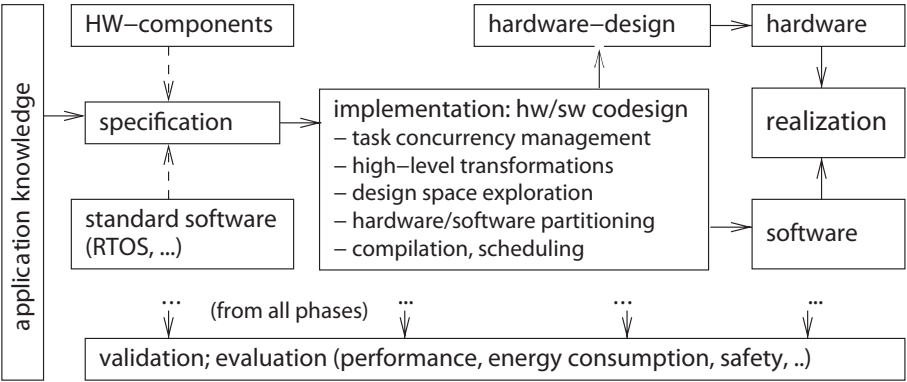 application knowledge
HW−components
hardware−design
hardware
specification
implementation: hw/sw codesign
− task concurrency management
− high−level transformations
− design space exploration
− hardware/software partitioning
− compilation, scheduling
realization
standard software
(RTOS, ...)
software
... (from all phases) ... ... ...
validation; evaluation (performance, energy consumption, safety, ..)